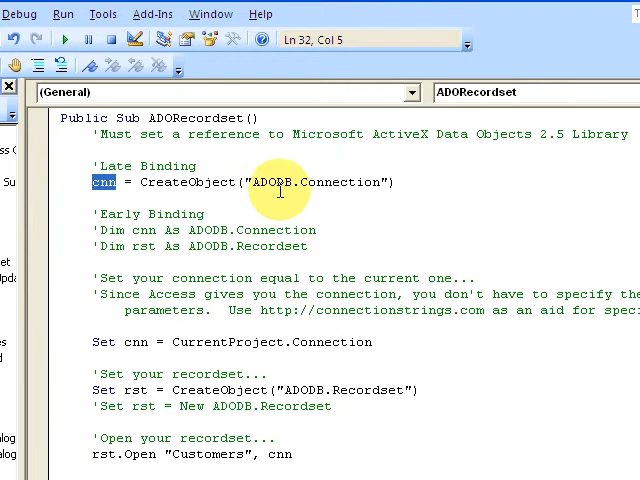 Debug Run Tools Add-Ins Window Help
Ln 32, Col 5
(General) ADORecordset
Public Sub ADORecordset()
'Must set a reference to Microsoft ActiveX Data Objects 2.5 Library
'Late Binding
cnn = CreateObject("ADODB.Connection")
'Early Binding
'Dim cnn As ADODB.Connection
'Dim rst As ADODB.Recordset
'Set your connection equal to the current one...
'Since Access gives you the connection, you don't have to specify the
parameters. Use http://connectionstrings.com as an aid for speci
Set cnn = CurrentProject.Connection
'Set your recordset...
Set rst = CreateObject("ADODB.Recordset")
'Set rst = New ADODB.Recordset
'Open your recordset...
rst.Open "Customers", cnn